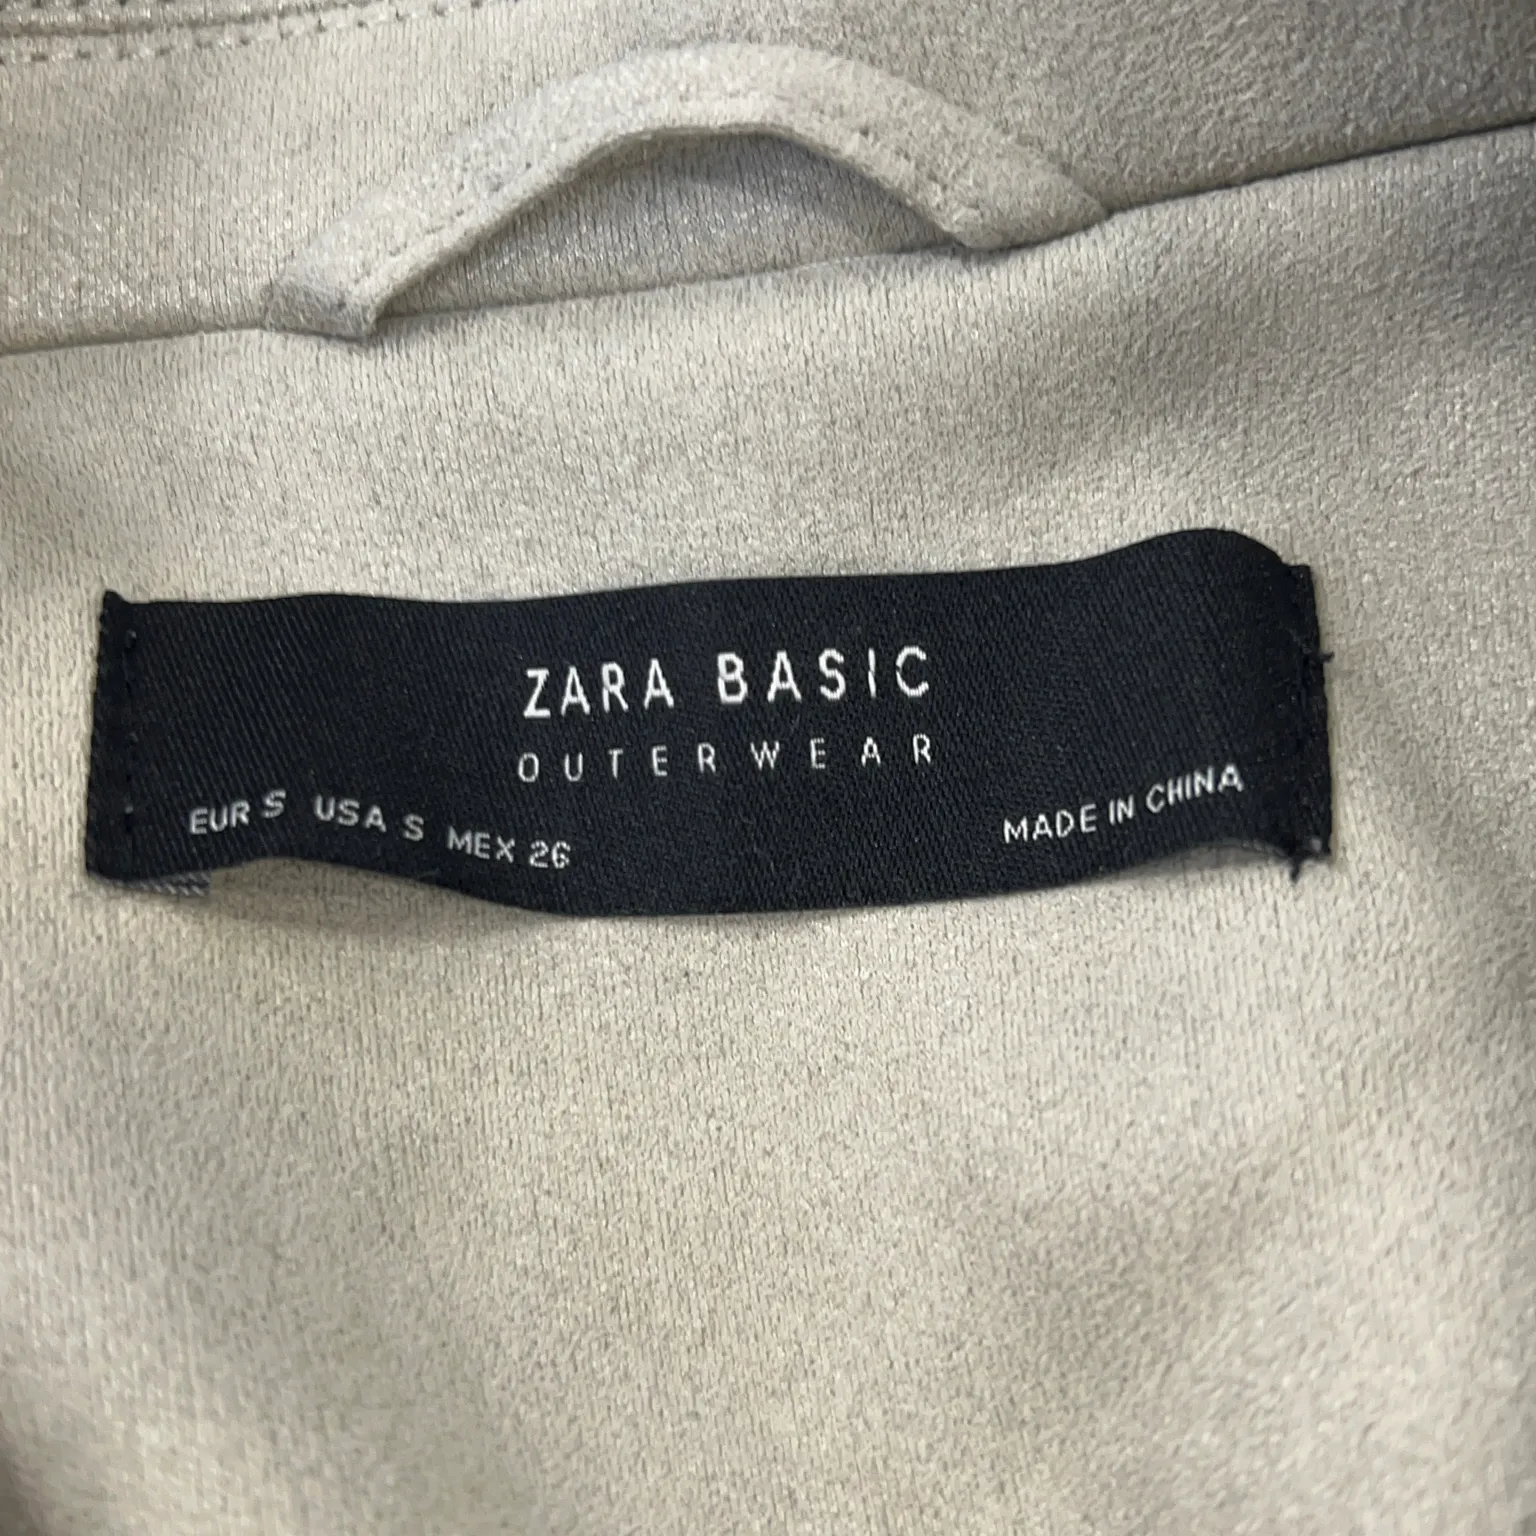 ZARA BASIC
OUTERWEAR
EUR S USA S MEX 26
MADE IN CHINA